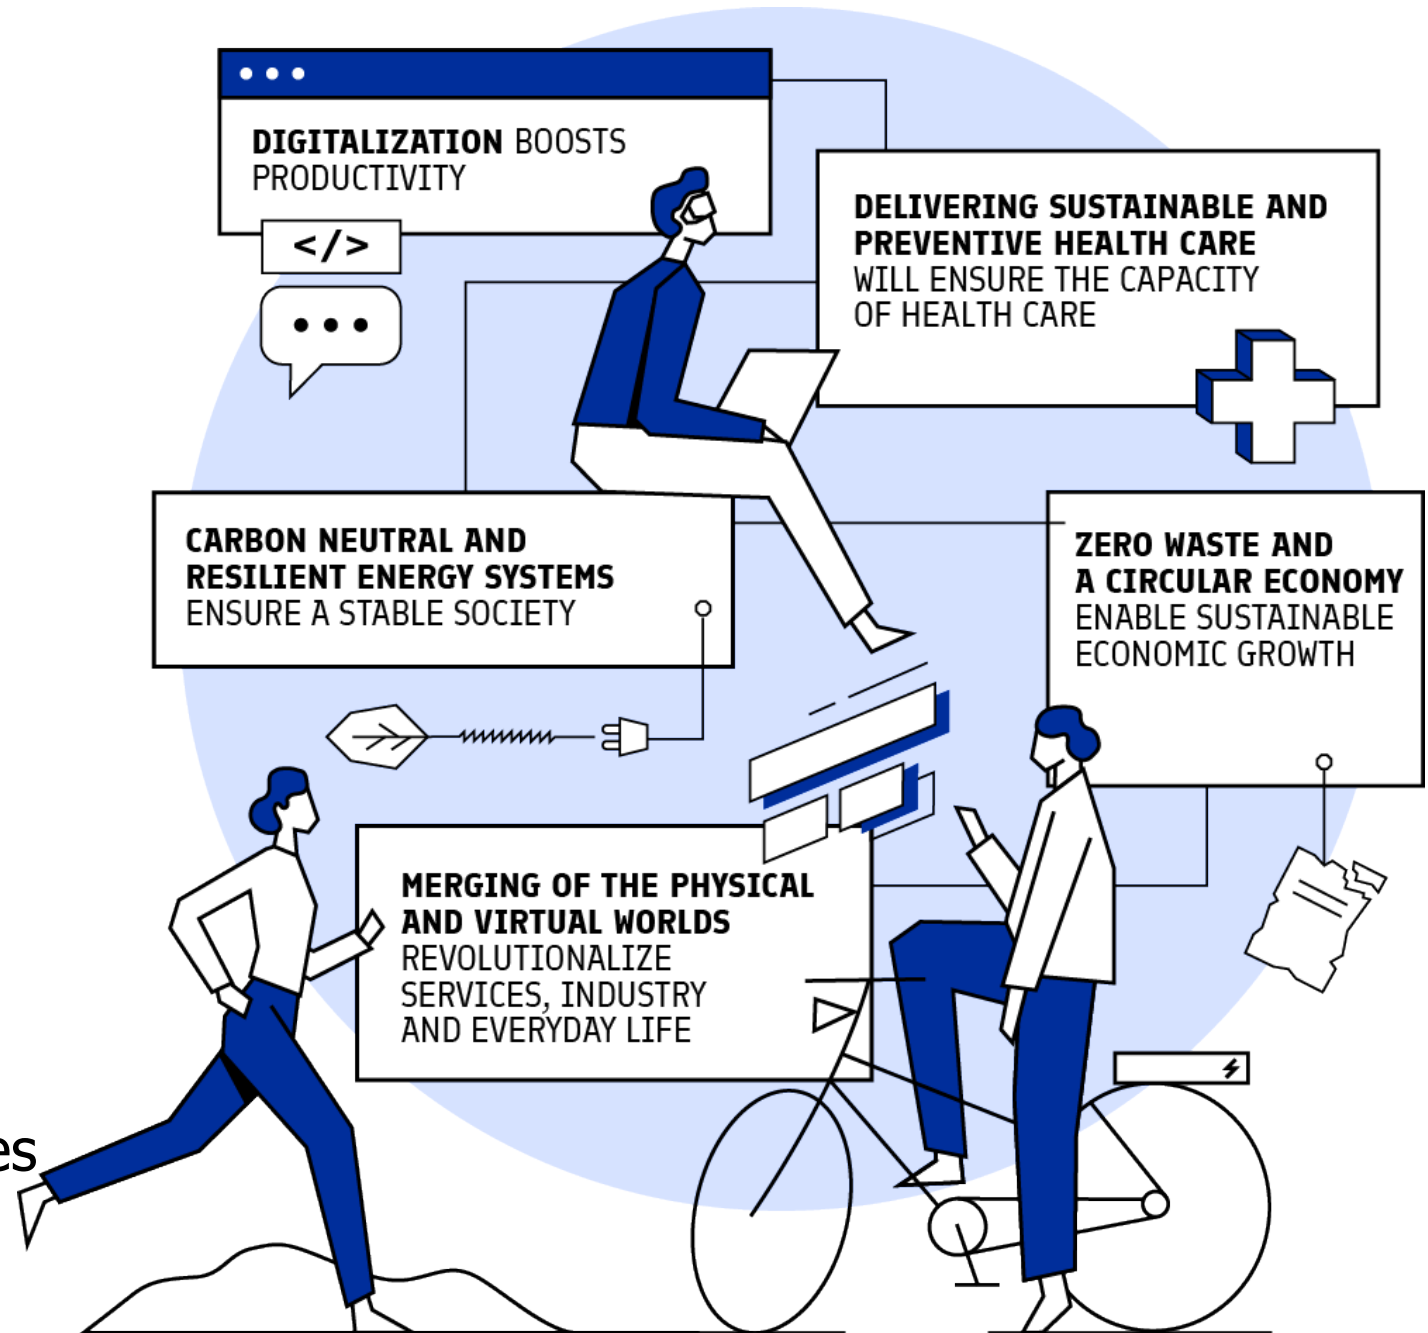 DIGITALIZATION BOOSTS
PRODUCTIVITY
</>
DELIVERING SUSTAINABLE AND
PREVENTIVE HEALTH CARE
WILL ENSURE THE CAPACITY
OF HEALTH CARE
CARBON NEUTRAL AND
RESILIENT ENERGY SYSTEMS
ENSURE A STABLE SOCIETY
ZERO WASTE AND
A CIRCULAR ECONOMY
ENABLE SUSTAINABLE
ECONOMIC GROWTH
MERGING OF THE PHYSICAL
AND VIRTUAL WORLDS
REVOLUTIONALIZE
SERVICES, INDUSTRY
AND EVERYDAY LIFE